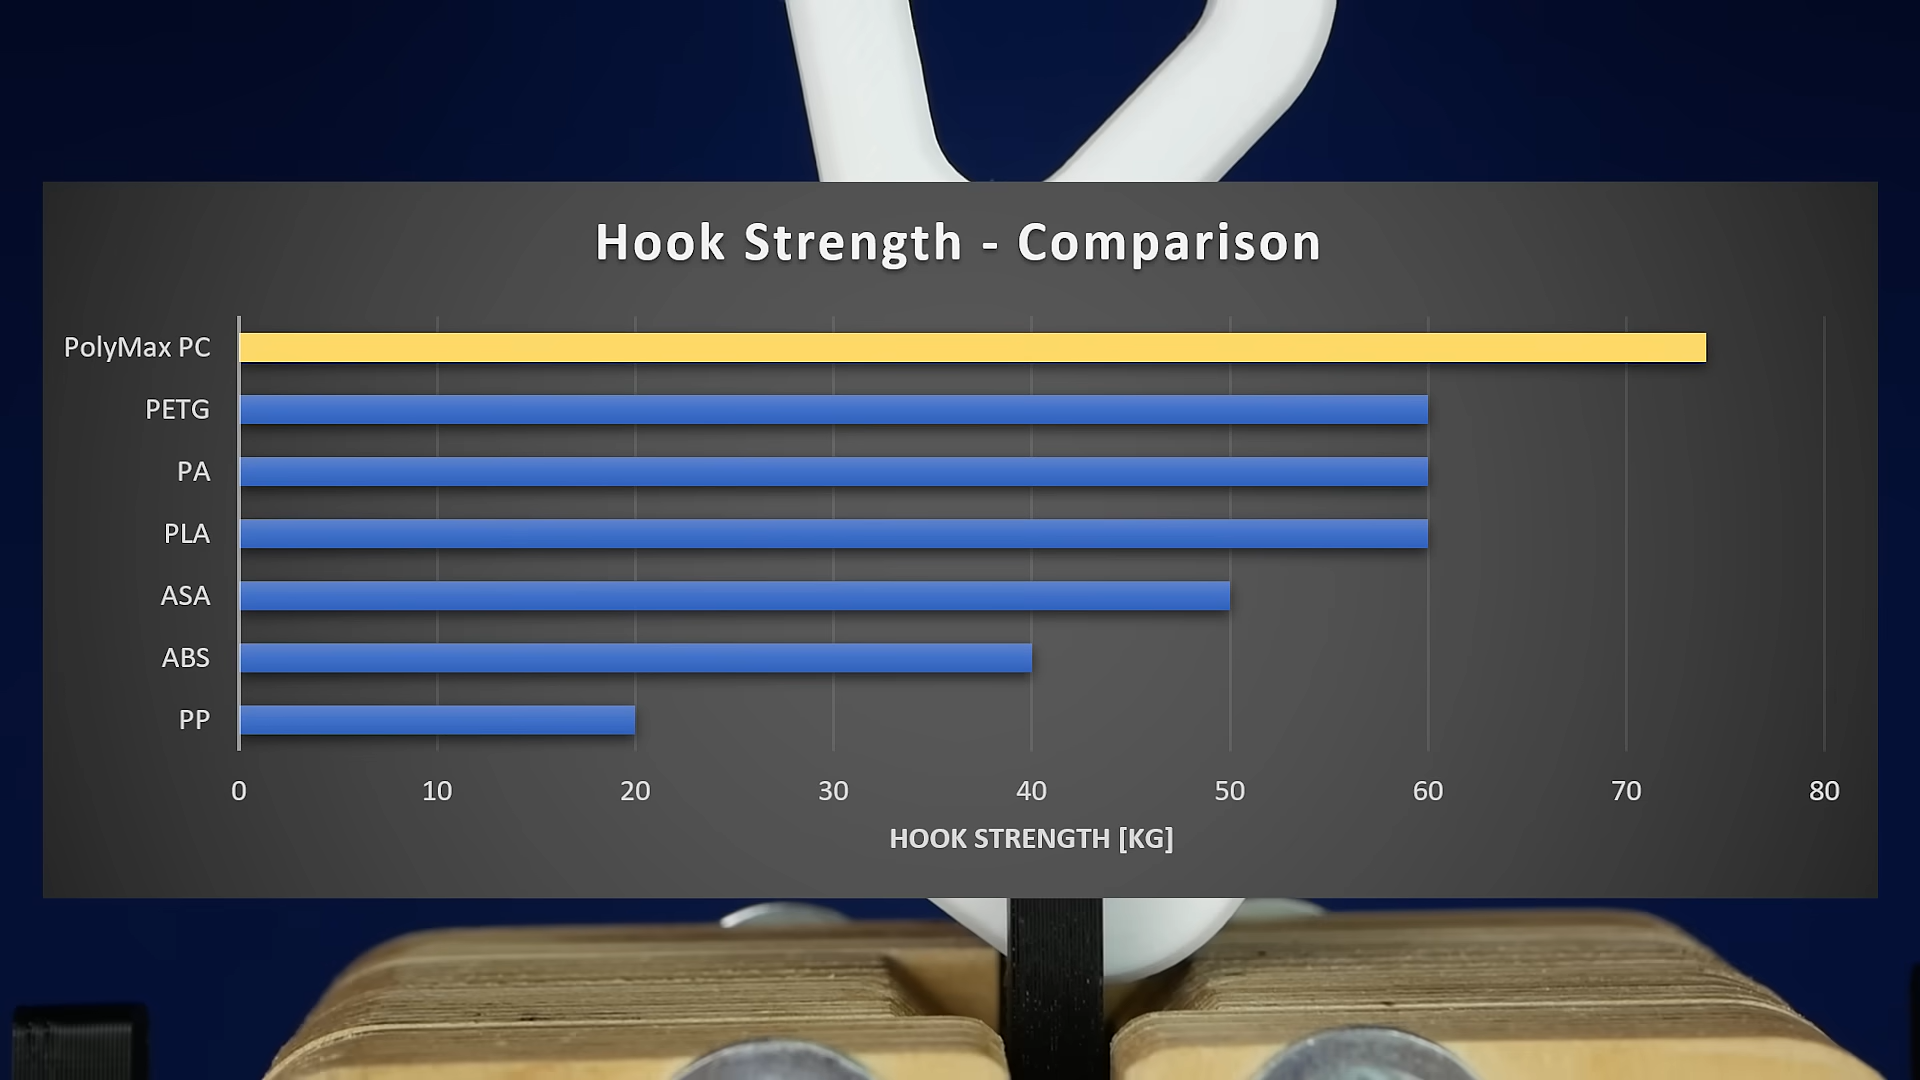 Hook Strength - Comparison
PolyMax PC
PETG
PA
PLA
ASA
ABS
PP
0 10 20 30 40 50 60 70 80
HOOK STRENGTH [KG]